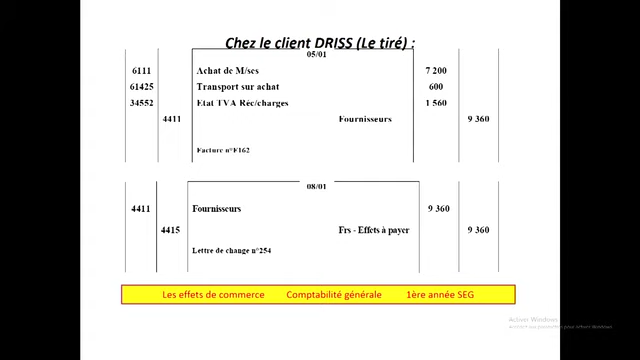 Chez le client DRISS (Le tiré) :
05/01
6111 Achat de M/ses 7 200
61425 Transport sur achat 600
34552 Etat TVA Réc/charges 1 560
4411 Fournisseurs 9 360
Facture n°F162
08/01
4411 Fournisseurs 9 360
4415 Frs - Effets à payer 9 360
Lettre de change n°254
Les effets de commerce Comptabilité générale 1ère année SEG
Activer Windows